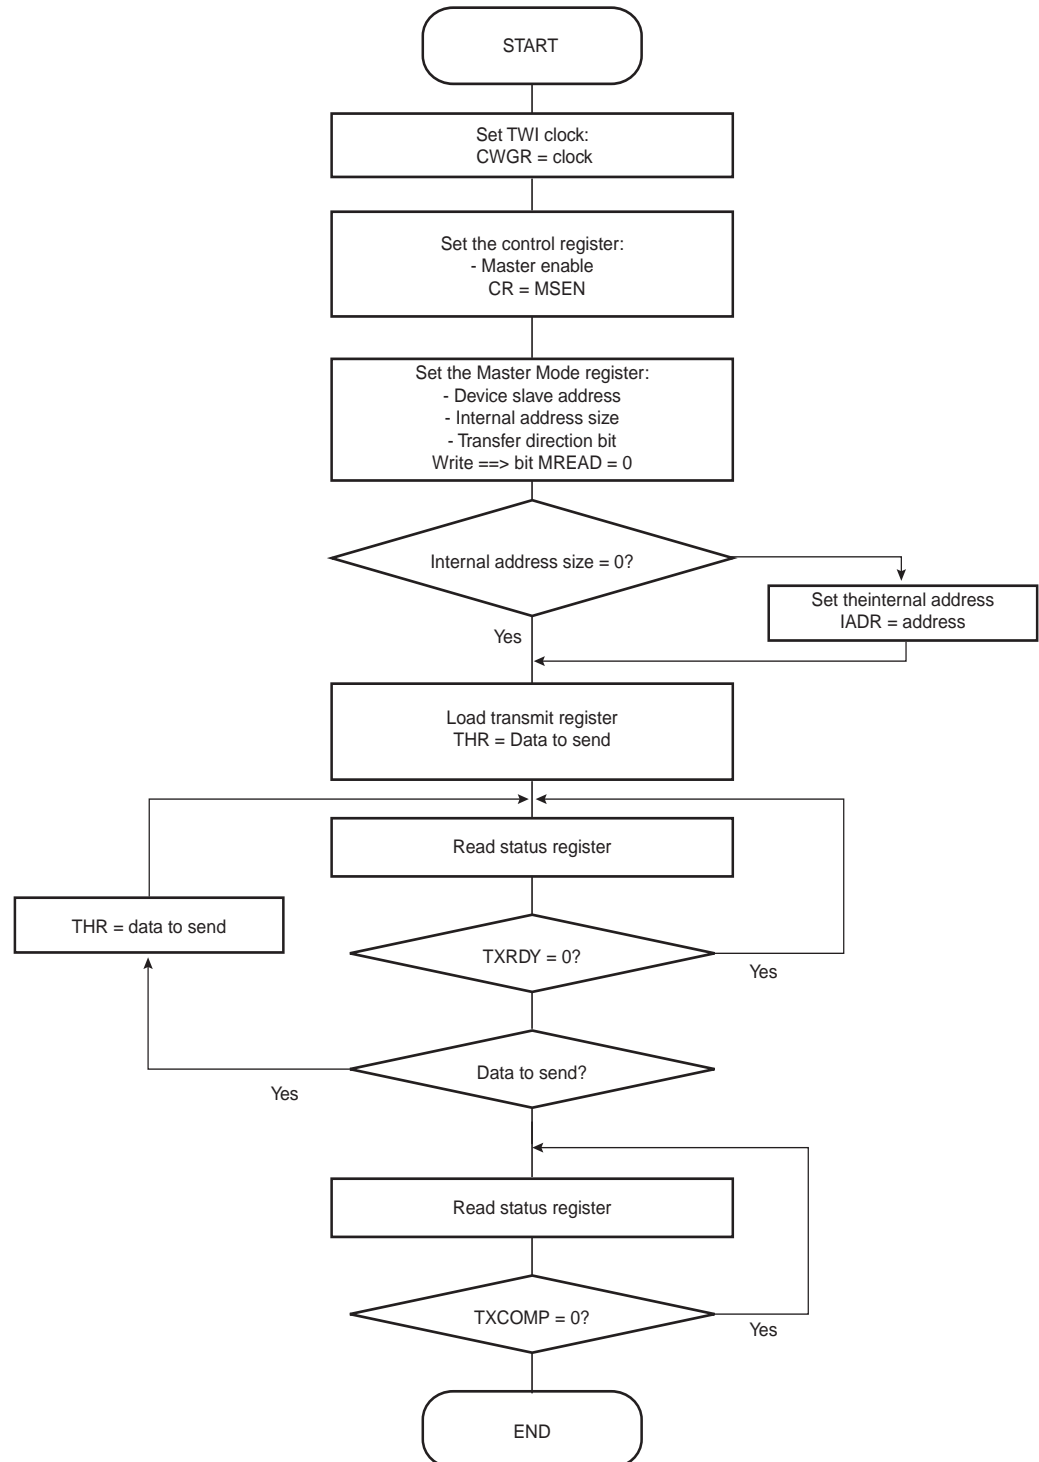 START
Set TWI clock:
CWGR = clock
Set the control register:
- Master enable
CR = MSEN
Set the Master Mode register:
- Device slave address
- Internal address size
- Transfer direction bit
Write ==> bit MREAD = 0
Internal address size = 0?
Set theinternal address
IADR = address
Yes
Load transmit register
THR = Data to send
Read status register
THR = data to send
TXRDY = 0?
Yes
Data to send?
Yes
Read status register
TXCOMP = 0?
Yes
END